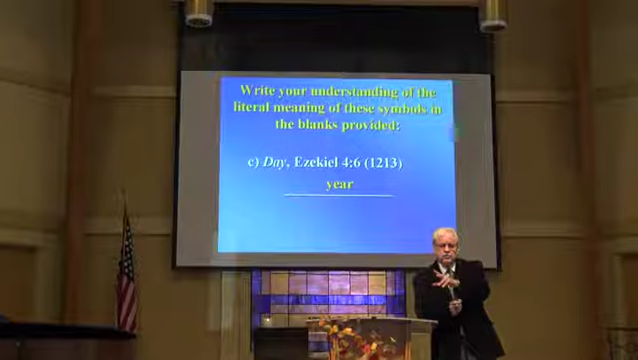 Write your understanding of the
literal meaning of these symbols in
the blanks provided:
c) Day, Ezekiel 4:6 (1213)
year